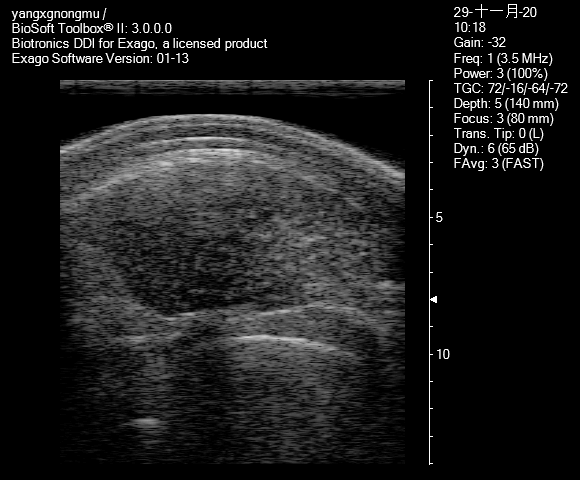 yangxgnongmu /
BioSoft Toolbox® II: 3.0.0.0
Biotronics DDI for Exago, a licensed product
Exago Software Version: 01-13
29-十一月-20
10:18
Gain: -32
Freq: 1 (3.5 MHz)
Power: 3 (100%)
TGC: 72/-16/-64/-72
Depth: 5 (140 mm)
Focus: 3 (80 mm)
Trans. Tip: 0 (L)
Dyn.: 6 (65 dB)
FAvg: 3 (FAST)
5
10